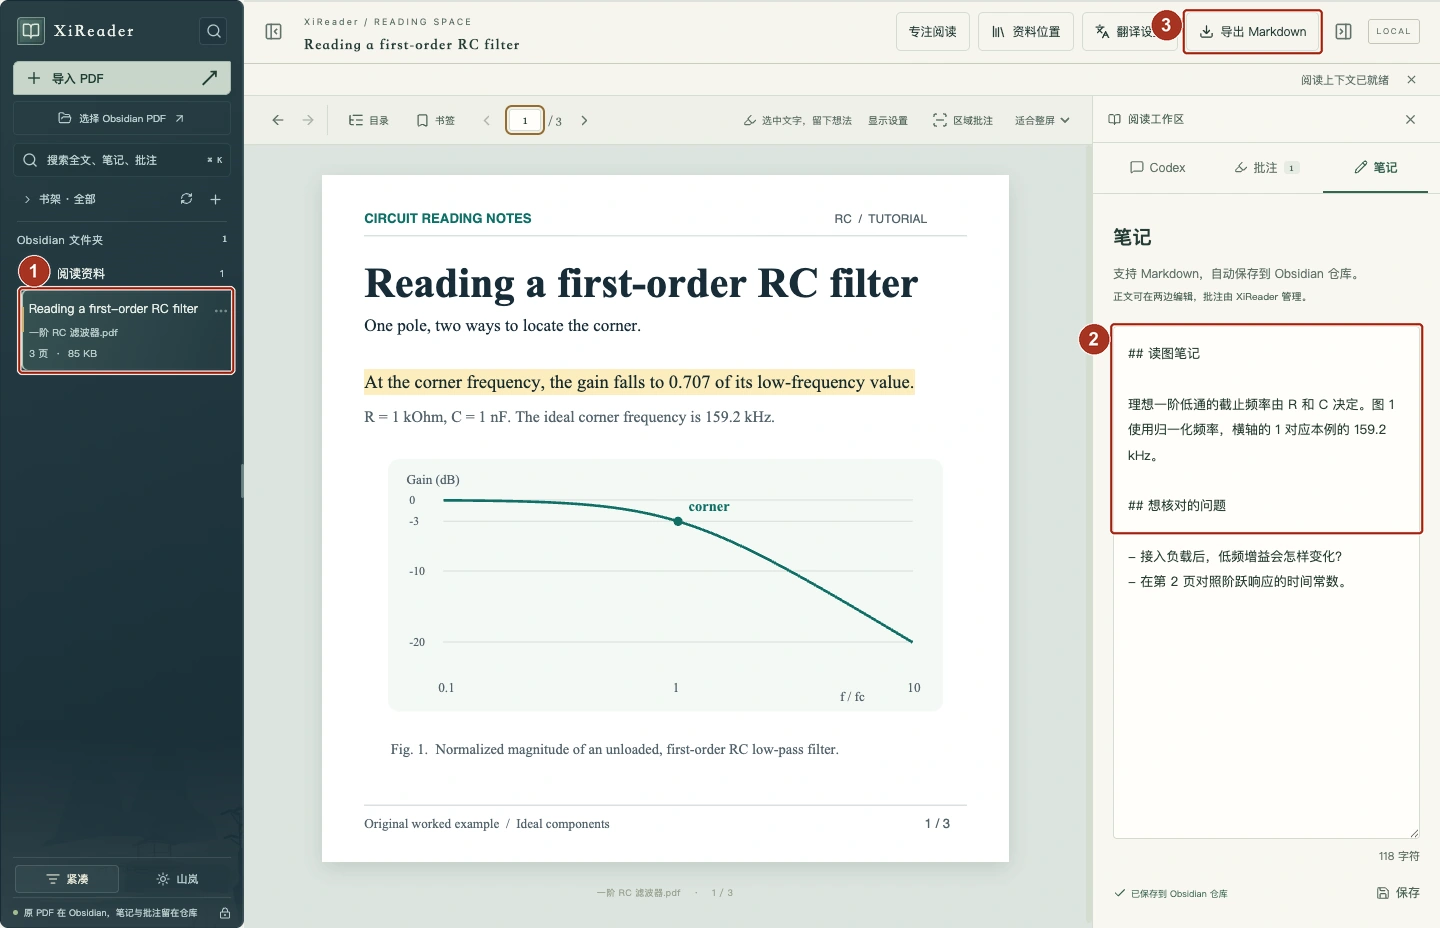 XiReader
导入 PDF
选择 Obsidian PDF
搜索全文、笔记、批注 ⌘ K
书架 · 全部
Obsidian 文件夹 1
1 阅读资料 1
Reading a first-order RC filter
一阶 RC 滤波器.pdf
3 页 · 85 KB
紧凑 山岚
原 PDF 在 Obsidian，笔记与批注留在仓库
XiReader / READING SPACE
Reading a first-order RC filter
专注阅读 资料位置 翻译设 3 导出 Markdown LOCAL
阅读上下文已就绪
目录 书签 1 / 3 选中文字，留下想法 显示设置 区域批注 适合整屏
CIRCUIT READING NOTES RC / TUTORIAL
Reading a first-order RC filter
One pole, two ways to locate the corner.
At the corner frequency, the gain falls to 0.707 of its low-frequency value.
R = 1 kOhm, C = 1 nF. The ideal corner frequency is 159.2 kHz.
Gain (dB)
0
corner
-3
-10
-20
0.1 1 10
f / fc
Fig. 1. Normalized magnitude of an unloaded, first-order RC low-pass filter.
Original worked example / Ideal components 1 / 3
一阶 RC 滤波器.pdf · 1 / 3
阅读工作区
Codex 批注 1 笔记
笔记
支持 Markdown，自动保存到 Obsidian 仓库。
正文可在两边编辑，批注由 XiReader 管理。
2
## 读图笔记
理想一阶低通的截止频率由 R 和 C 决定。图 1
使用归一化频率，横轴的 1 对应本例的 159.2
kHz。
## 想核对的问题
– 接入负载后，低频增益会怎样变化？
– 在第 2 页对照阶跃响应的时间常数。
118 字符
已保存到 Obsidian 仓库 保存